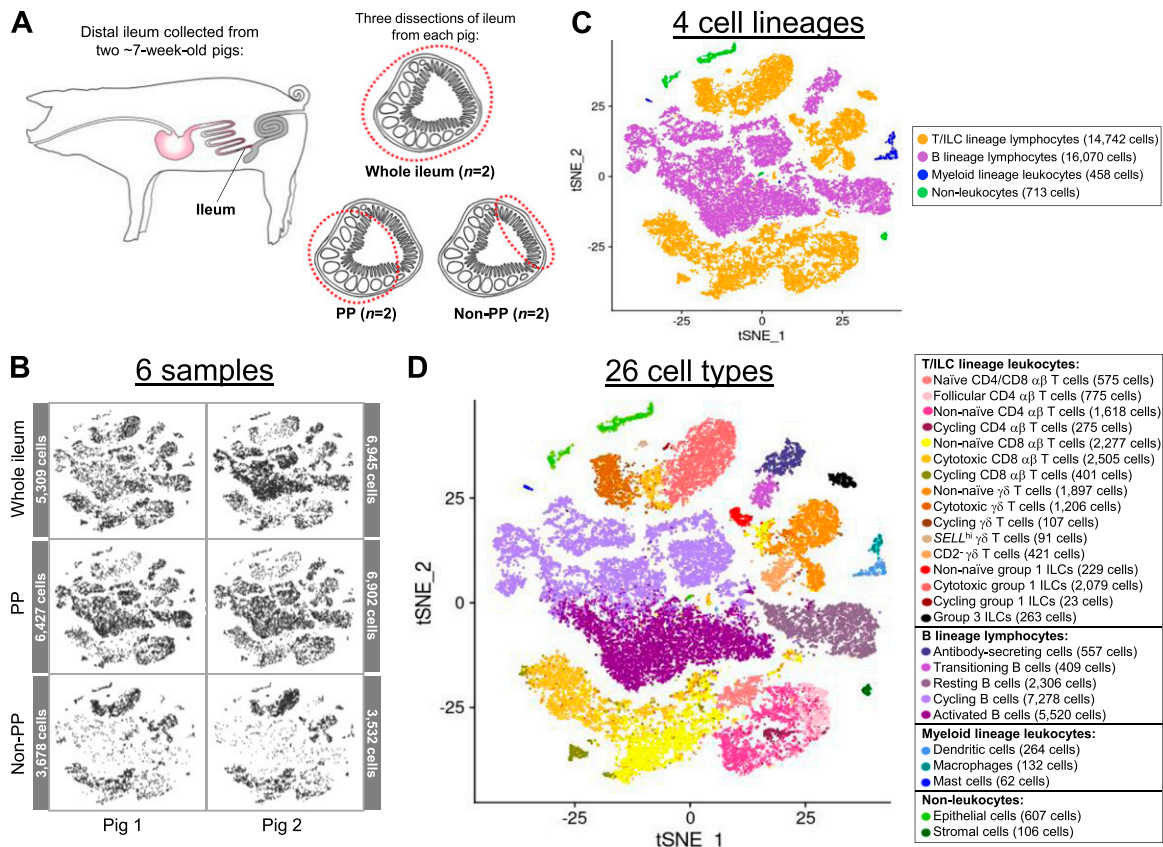 A
Distal ileum collected from
two ~7-week-old pigs:
Ileum
Three dissections of ileum
from each pig:
Whole ileum (n=2)
PP (n=2)
Non-PP (n=2)
B
6 samples
Whole ileum
5,309 cells
6,945 cells
PP
6,427 cells
6,902 cells
Non-PP
3,678 cells
3,532 cells
Pig 1
Pig 2
C
4 cell lineages
tSNE_2
25
0
-25
-25
0
25
tSNE_1
T/ILC lineage lymphocytes (14,742 cells)
B lineage lymphocytes (16,070 cells)
Myeloid lineage leukocytes (458 cells)
Non-leukocytes (713 cells)
D
26 cell types
tSNE_2
25
0
-25
-25
0
25
tSNE_1
T/ILC lineage leukocytes:
Naïve CD4/CD8 αβ T cells (575 cells)
Follicular CD4 αβ T cells (775 cells)
Non-naïve CD4 αβ T cells (1,618 cells)
Cycling CD4 αβ T cells (275 cells)
Non-naïve CD8 αβ T cells (2,277 cells)
Cytotoxic CD8 αβ T cells (2,505 cells)
Cycling CD8 αβ T cells (401 cells)
Non-naïve γδ T cells (1,897 cells)
Cytotoxic γδ T cells (1,206 cells)
Cycling γδ T cells (107 cells)
SELLʰⁱ γδ T cells (91 cells)
CD2⁻ γδ T cells (421 cells)
Non-naïve group 1 ILCs (229 cells)
Cytotoxic group 1 ILCs (2,079 cells)
Cycling group 1 ILCs (23 cells)
Group 3 ILCs (263 cells)
B lineage lymphocytes:
Antibody-secreting cells (557 cells)
Transitioning B cells (409 cells)
Resting B cells (2,306 cells)
Cycling B cells (7,278 cells)
Activated B cells (5,520 cells)
Myeloid lineage leukocytes:
Dendritic cells (264 cells)
Macrophages (132 cells)
Mast cells (62 cells)
Non-leukocytes:
Epithelial cells (607 cells)
Stromal cells (106 cells)